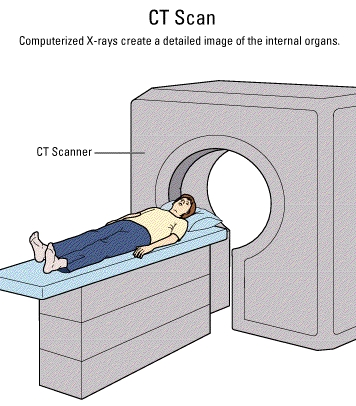 CT Scan
Computerized X-rays create a detailed image of the internal organs.
CT Scanner